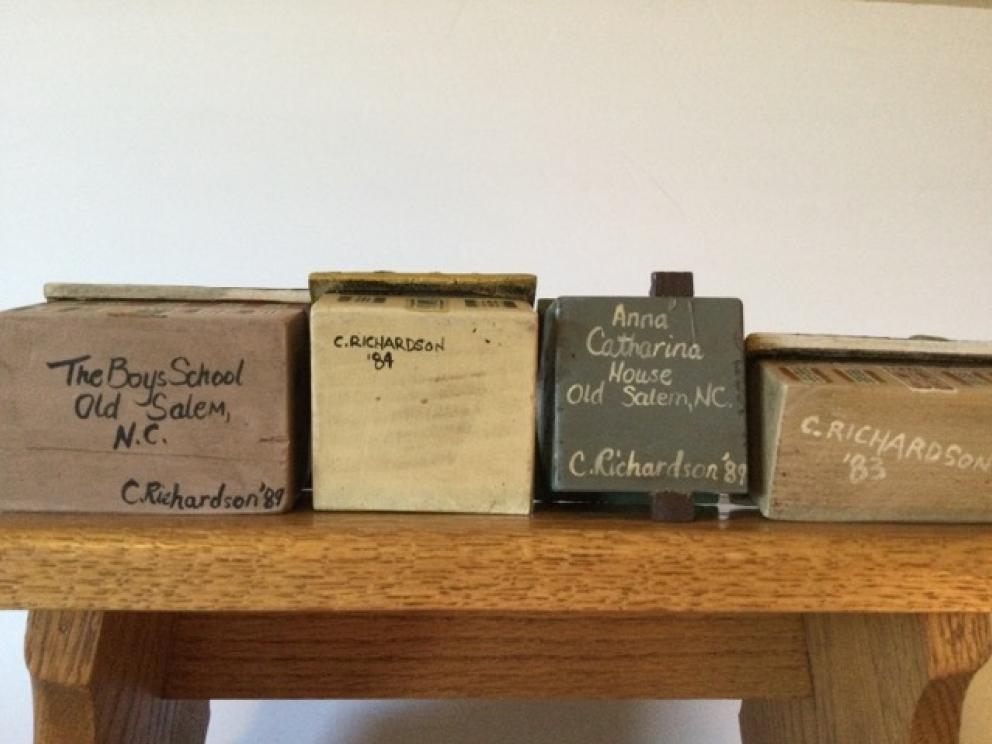 The Boys School
Old Salem,
N.C.
C.Richardson '89
C.RICHARDSON
'84
Anna
Catharina
House
Old Salem, NC.
C.Richardson '89
C.RICHARDSON
'83